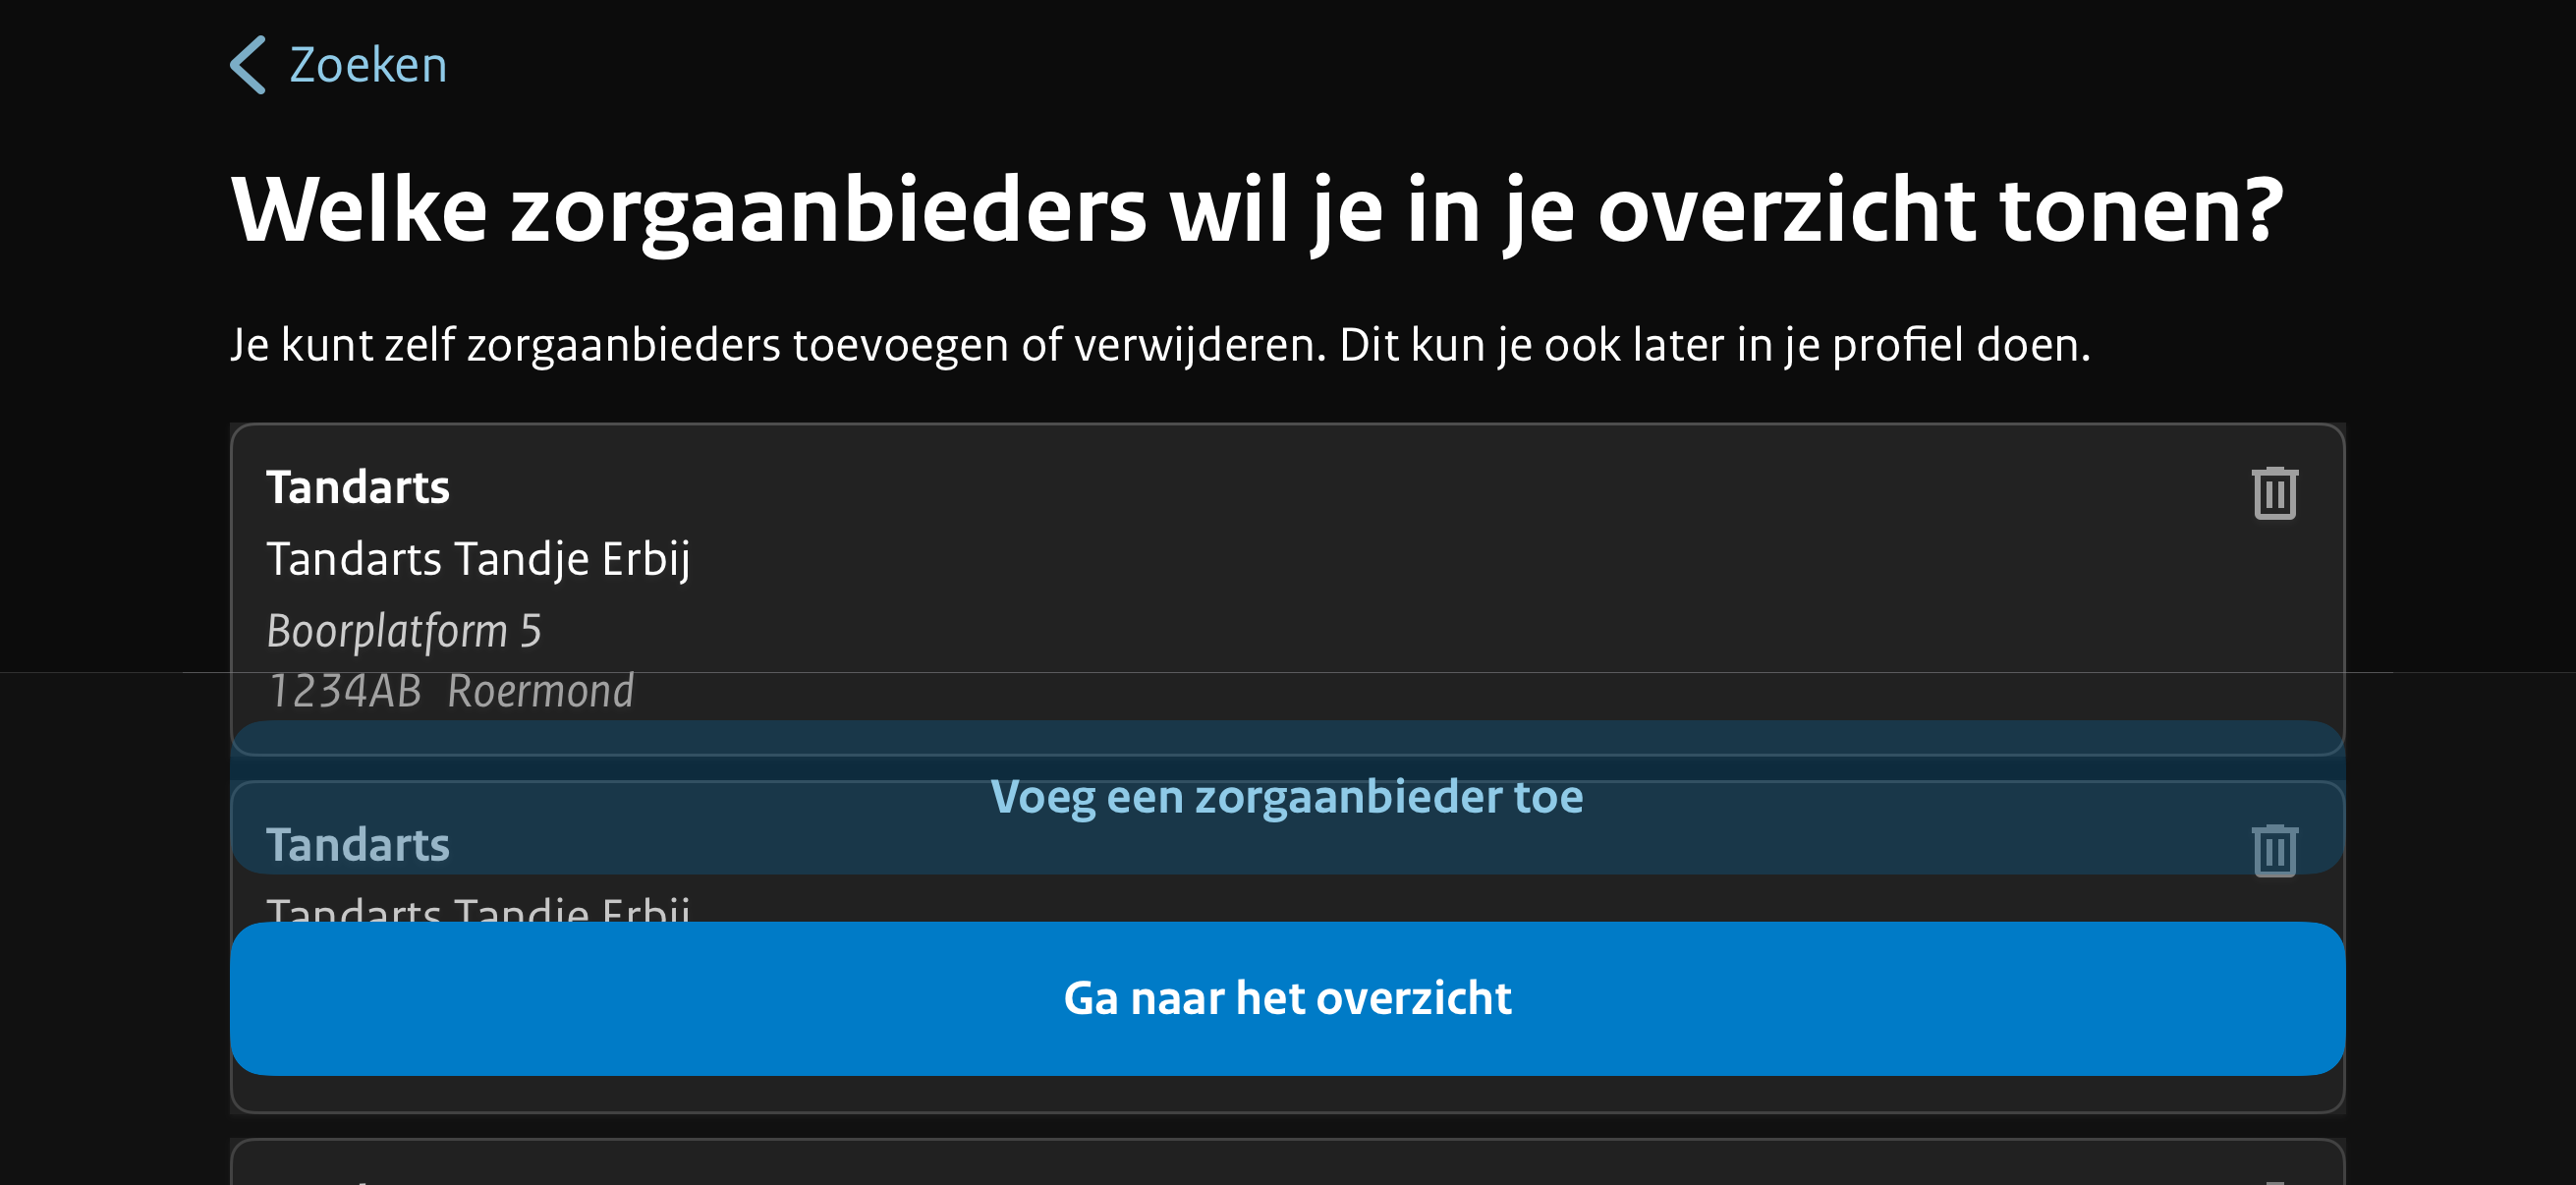 Zoeken
Welke zorgaanbieders wil je in je overzicht tonen?
Je kunt zelf zorgaanbieders toevoegen of verwijderen. Dit kun je ook later in je profiel doen.
Tandarts
Tandarts Tandje Erbij
Boorplatform 5
1234AB Roermond
Voeg een zorgaanbieder toe
Tandarts
Tandarts Tandje Erbij
Ga naar het overzicht